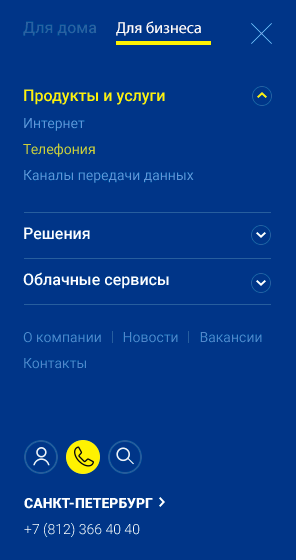 Для дома Для бизнеса
Продукты и услуги
Интернет
Телефония
Каналы передачи данных
Решения
Облачные сервисы
О компании | Новости | Вакансии
Контакты
САНКТ-ПЕТЕРБУРГ
+7 (812) 366 40 40